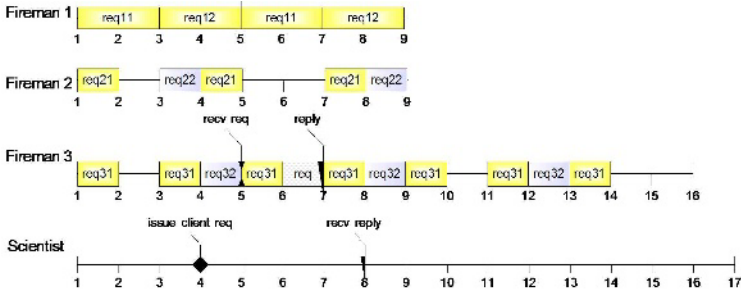 Fireman 1
req11 req12 req11 req12
1 2 3 4 5 6 7 8 9
Fireman 2
req21 req22 req21 req21 req22
1 2 3 4 5 6 7 8 9
recv req reply
Fireman 3
req31 req31 req32 req31 req req31 req32 req31 req31 req32 req31
1 2 3 4 5 6 7 8 9 10 11 12 13 14 15 16
issue client req recv reply
Scientist
1 2 3 4 5 6 7 8 9 10 11 12 13 14 15 16 17